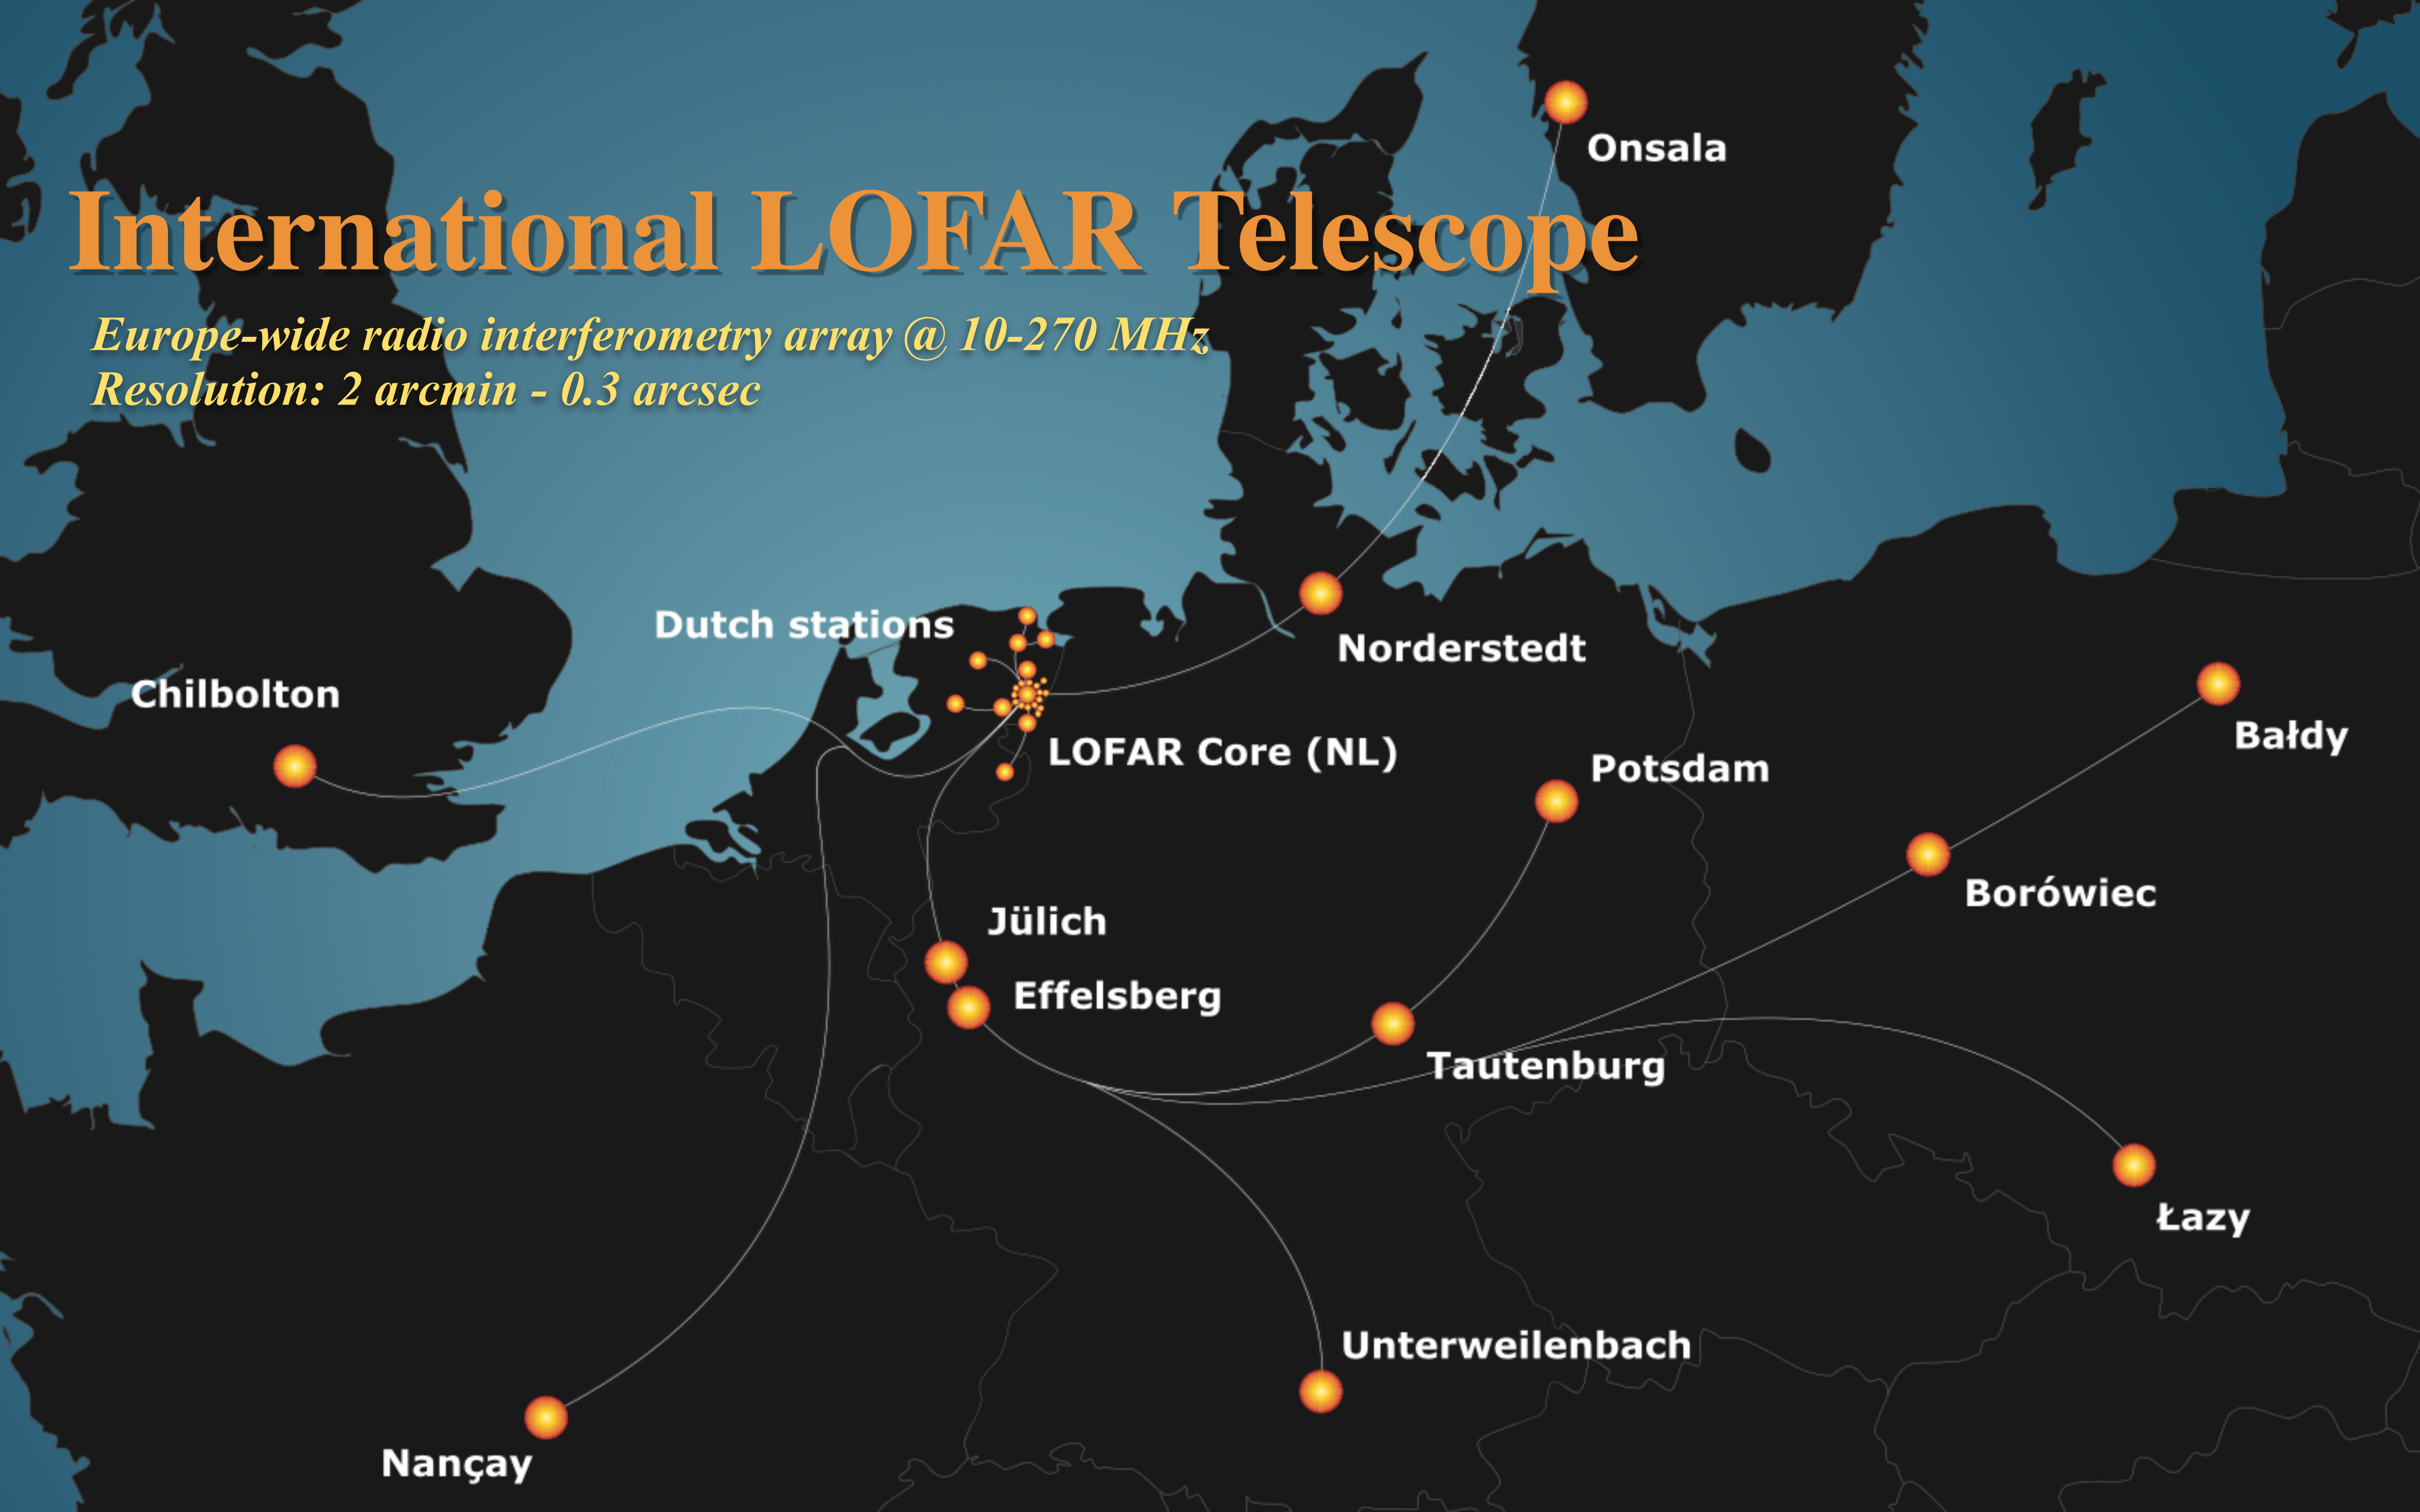 International LOFAR Telescope
Europe-wide radio interferometry array @ 10-270 MHz
Resolution: 2 arcmin - 0.3 arcsec
Onsala
Dutch stations
Norderstedt
Chilbolton
LOFAR Core (NL)
Bałdy
Potsdam
Borówiec
Jülich
Effelsberg
Tautenburg
Łazy
Unterweilenbach
Nançay